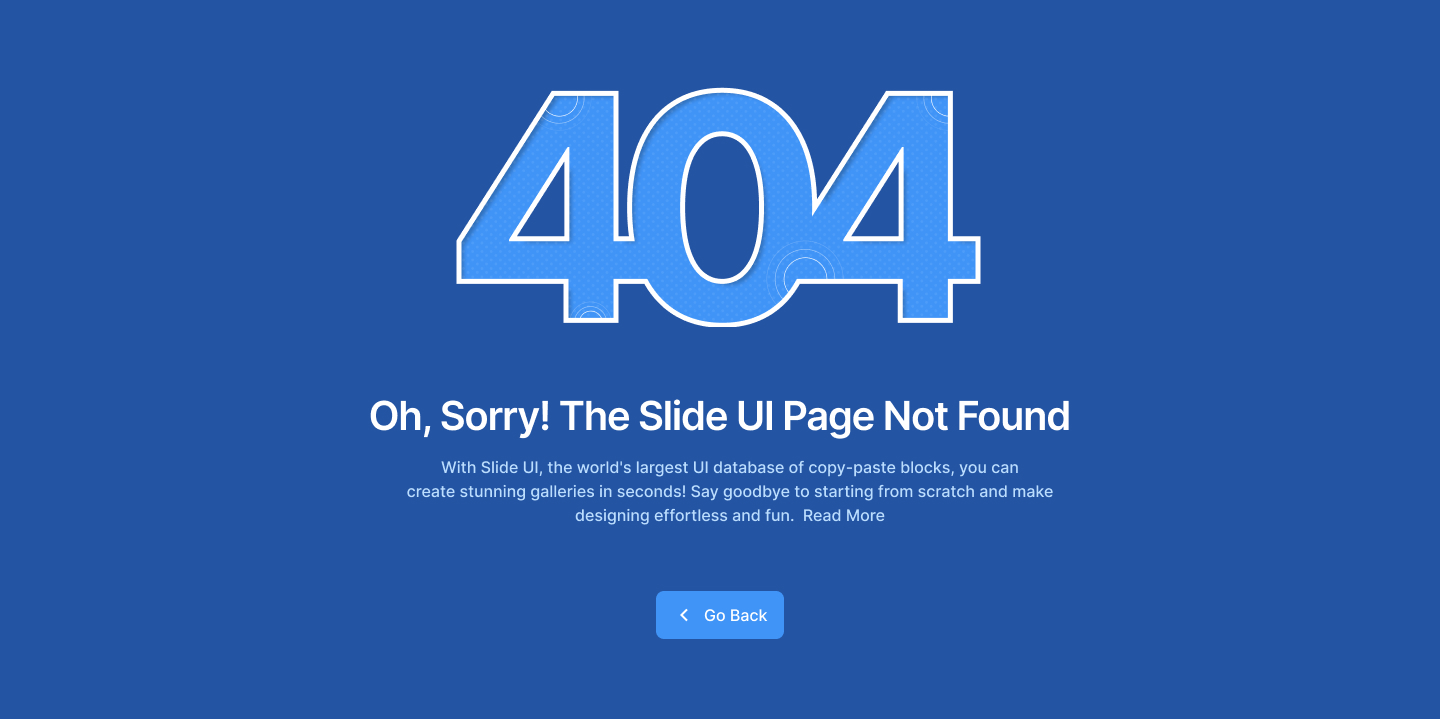 404
Oh, Sorry! The Slide UI Page Not Found
With Slide UI, the world's largest UI database of copy-paste blocks, you can
create stunning galleries in seconds! Say goodbye to starting from scratch and make
designing effortless and fun.  Read More
Go Back